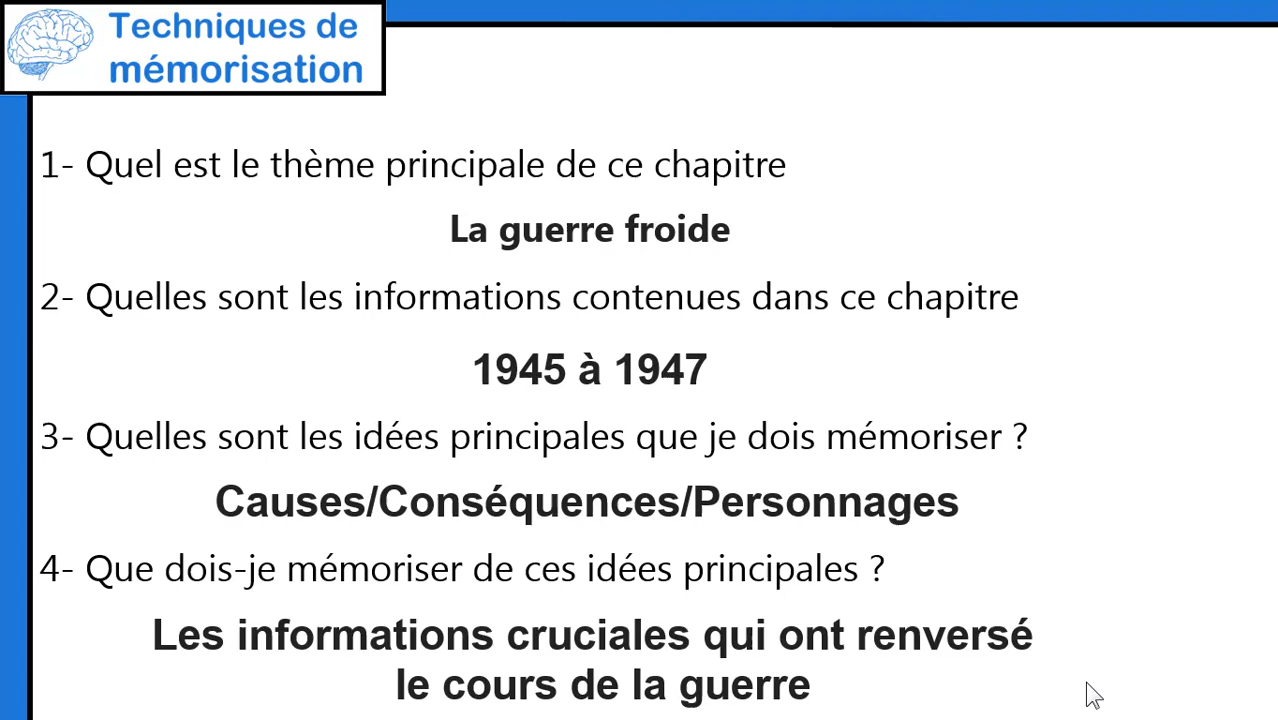 Techniques de
mémorisation
1- Quel est le thème principale de ce chapitre
La guerre froide
2- Quelles sont les informations contenues dans ce chapitre
1945 à 1947
3- Quelles sont les idées principales que je dois mémoriser ?
Causes/Conséquences/Personnages
4- Que dois-je mémoriser de ces idées principales ?
Les informations cruciales qui ont renversé
le cours de la guerre